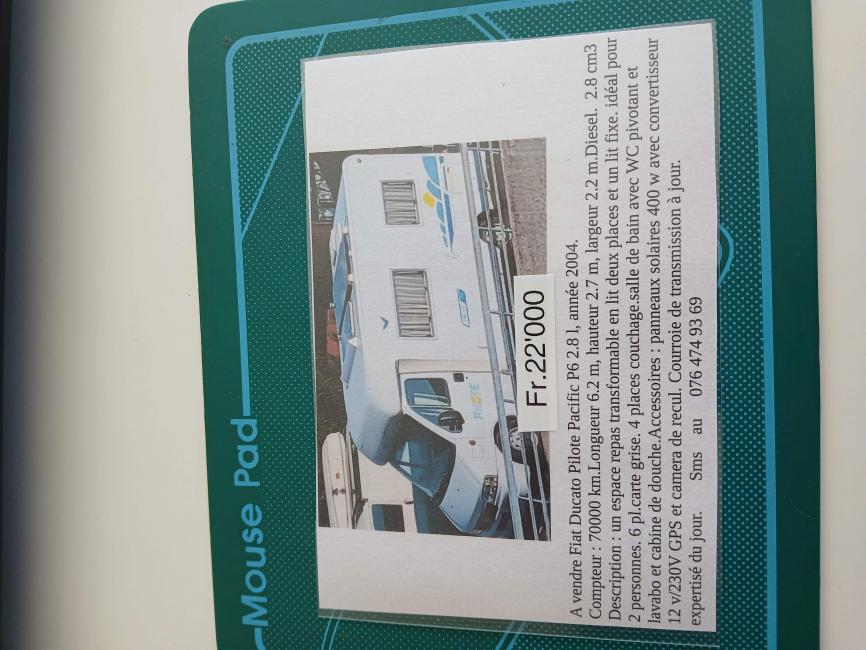 Mouse Pad
PILOTE
Fr.22'000
A vendre Fiat Ducato Pilote Pacific P6 2.8 l, année 2004.
Compteur : 70000 km.Longueur 6.2 m, hauteur 2.7 m, largeur 2.2 m.Diesel. 2.8 cm3
Description : un espace repas transformable en lit deux places et un lit fixe. idéal pour
2 personnes. 6 pl.carte grise. 4 places couchage.salle de bain avec WC pivotant et
lavabo et cabine de douche.Accessoires : panneaux solaires 400 w avec convertisseur
12 v/230V GPS et camera de recul. Courroie de transmission à jour.
expertisé du jour. Sms au 076 474 93 69